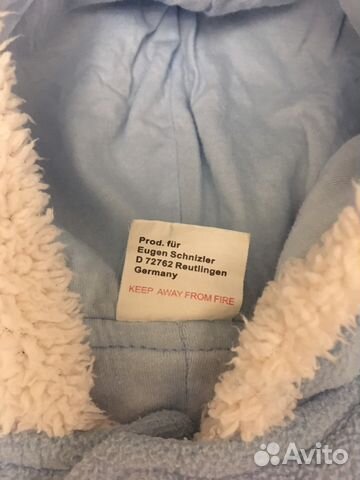 Prod. für
Eugen Schnizler
D 72762 Reutlingen
Germany
KEEP AWAY FROM FIRE
Avito